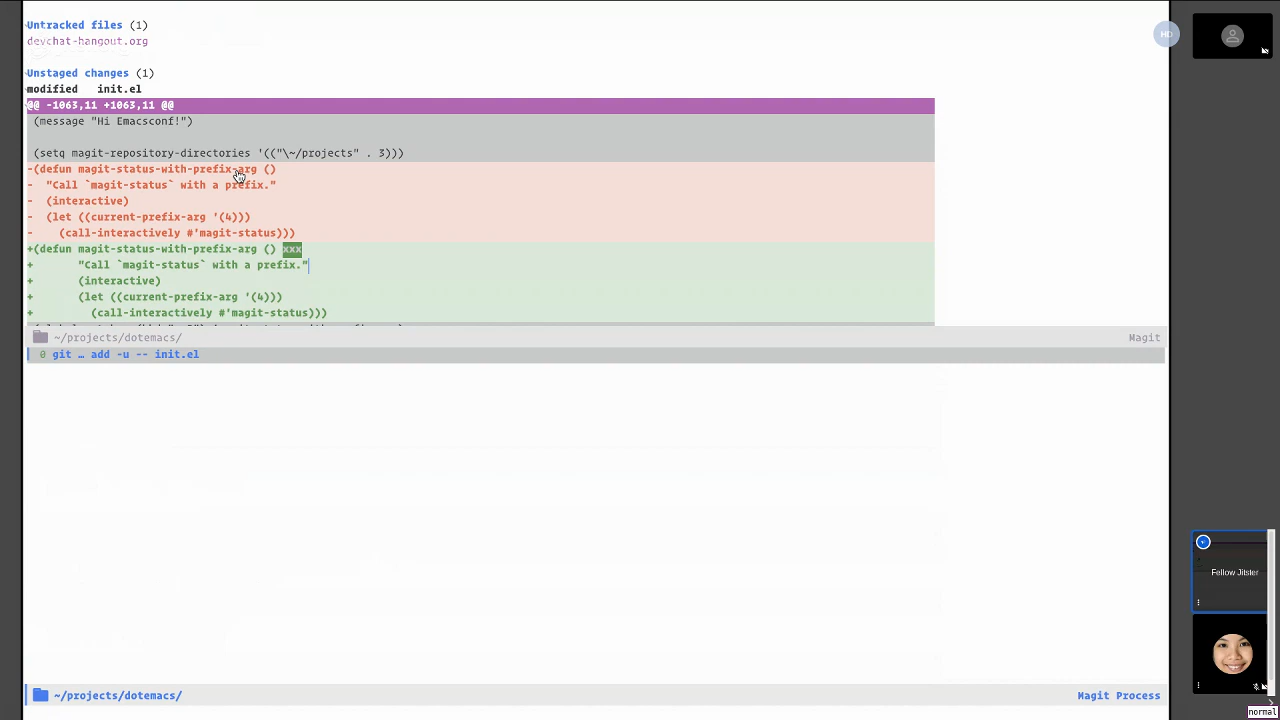 Untracked files (1)
devchat-hangout.org
HD
Unstaged changes (1)
modified   init.el
@@ -1063,11 +1063,11 @@
(message "Hi Emacsconf!")
(setq magit-repository-directories '(("\~/projects" . 3)))
-(defun magit-status-with-prefix-arg ()
-  "Call `magit-status` with a prefix."
-  (interactive)
-  (let ((current-prefix-arg '(4)))
-    (call-interactively #'magit-status)))
+(defun magit-status-with-prefix-arg () xxx
+       "Call `magit-status` with a prefix."
+       (interactive)
+       (let ((current-prefix-arg '(4)))
+         (call-interactively #'magit-status)))
~/projects/dotemacs/
Magit
0 git … add -u -- init.el
Fellow Jitster
~/projects/dotemacs/
Magit Process
normal